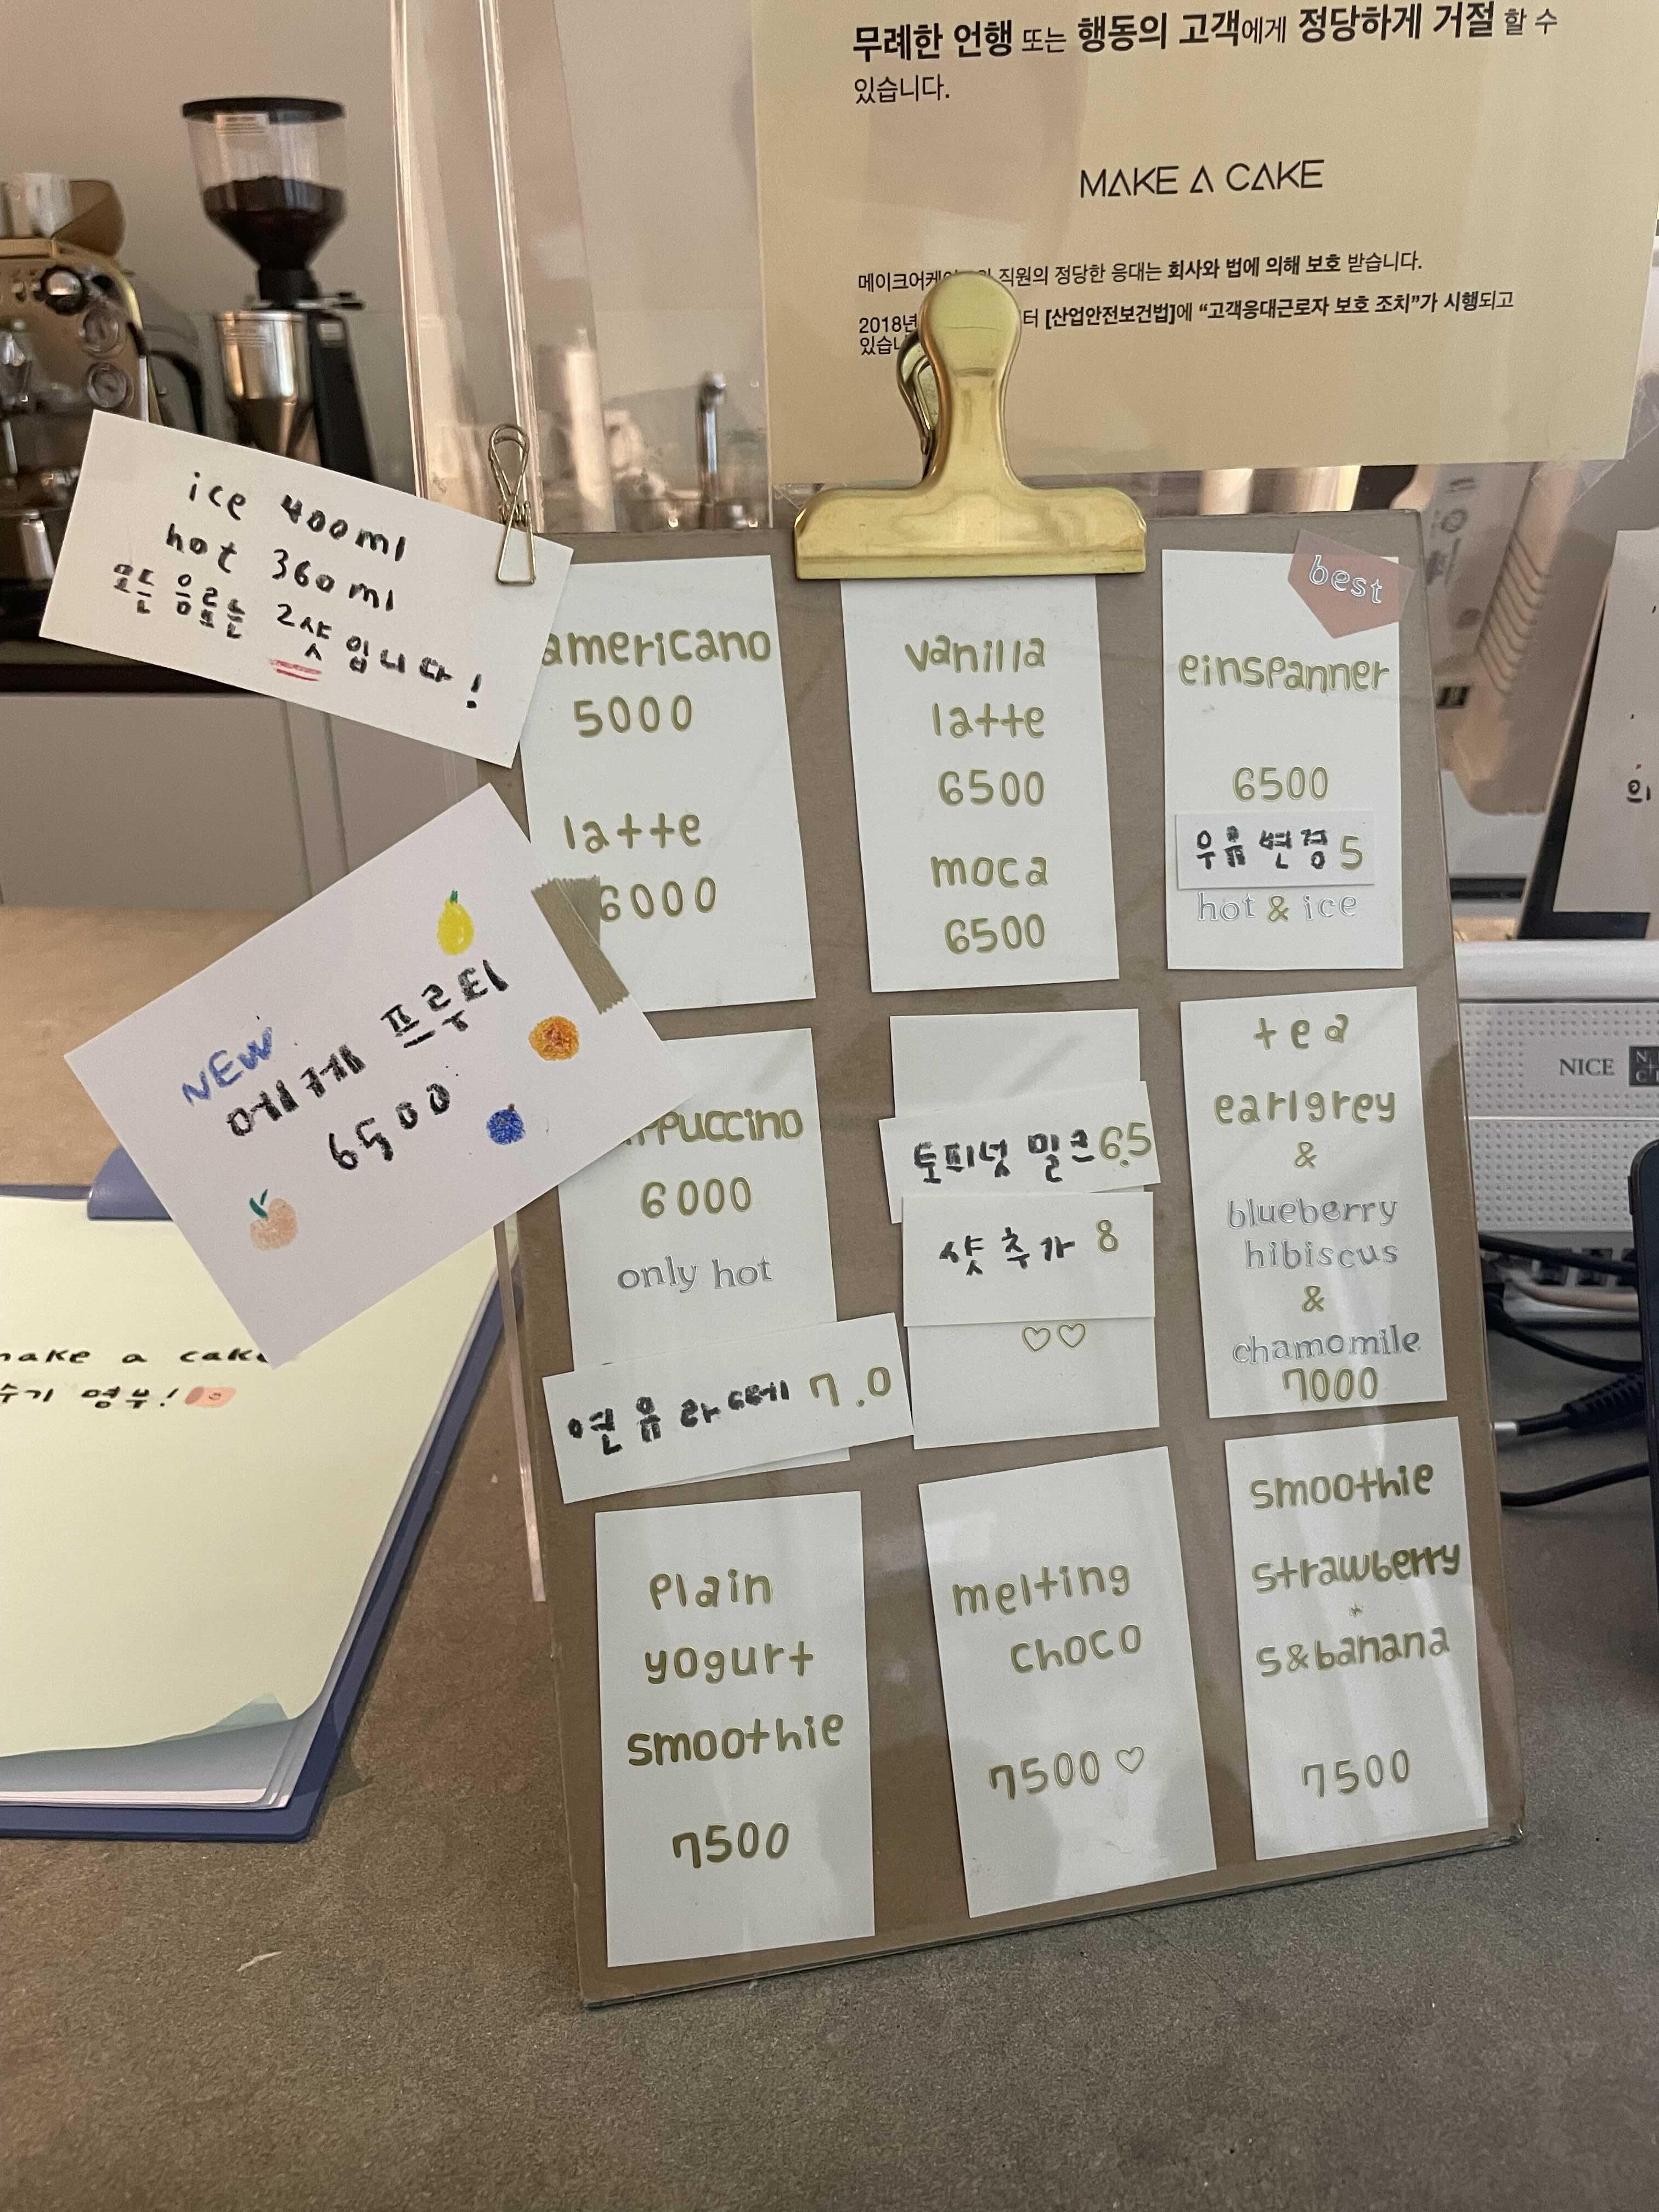 무례한 언행 또는 행동의 고객에게 정당하게 거절 할 수
있습니다.
MAKE A CAKE
직원의 정당한 응대는 회사와 법에 의해 보호 받습니다.
2018년 터 [산업안전보건법]에 “고객응대근로자 보호 조치”가 시행되고
ice 400ml
hot 360ml
모든 음료는 2샷 입니다!
americano
5000
latte
6000
vanilla
latte
6500
moca
6500
best
einspanner
6500
우유 변경 5
hot & ice
NEW
메케 프루티
6500
6000
only hot
연유 라떼 7.0
토피넛 밀크 6.5
샷 추가 8
♡♡
tea
earlgrey
&
blueberry
hibiscus
&
chamomile
7000
plain
yogurt
smoothie
7500
melting
choco
7500 ♡
smoothie
strawberry
s&banana
7500
a
명부!
NICE
의